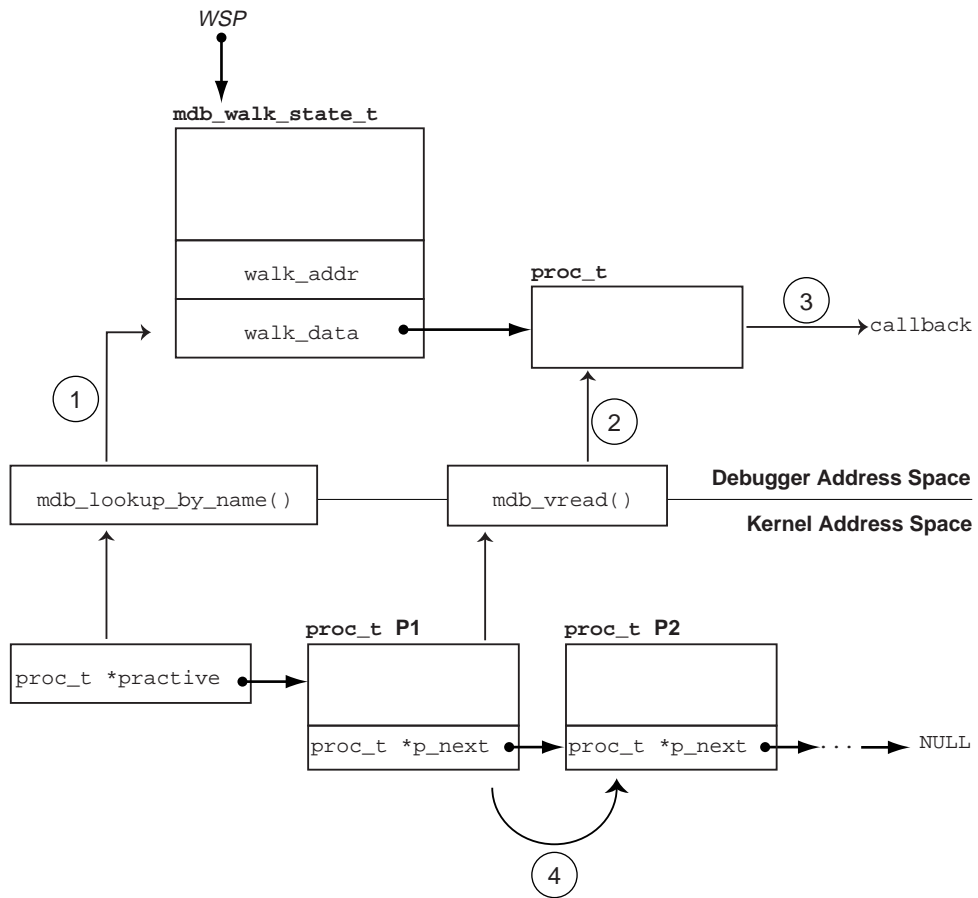 WSP
mdb_walk_state_t
walk_addr
walk_data
proc_t
3
callback
1
2
mdb_lookup_by_name()
mdb_vread()
Debugger Address Space
Kernel Address Space
proc_t P1
proc_t P2
proc_t *practive
proc_t *p_next
proc_t *p_next
...
NULL
4